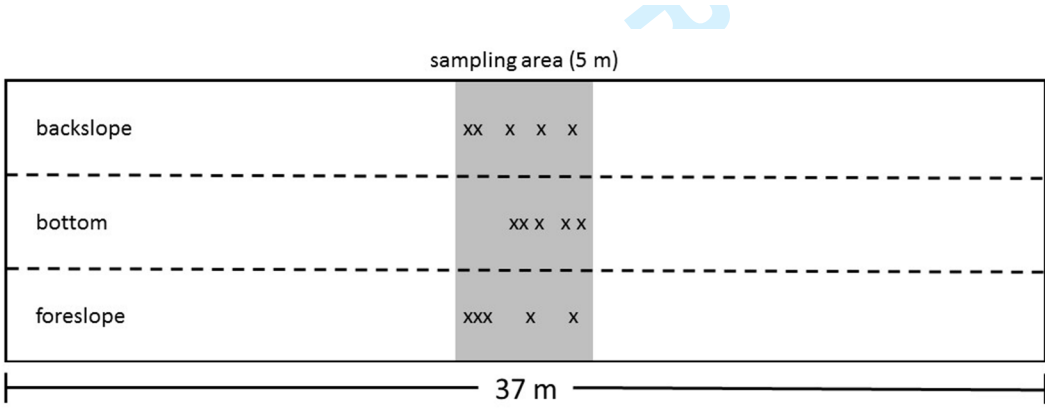 sampling area (5 m)
backslope xx x x x
bottom xx x x x
foreslope xxx x x
37 m